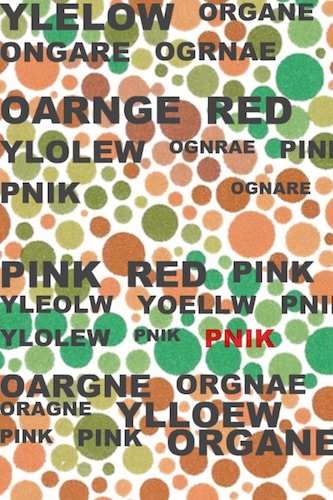 YLELOW ORGANE
ONGARE OGRNAE
OARNGE RED
YLOLEW OGNRAE PINI
PNIK OGNARE
PINK RED PINK
YLEOLW YOELLW PNI
YLOLEW PNIK PNIK
OARGNE ORGNAE
ORAGNE YLLOEW
PINK PINK ORGANE